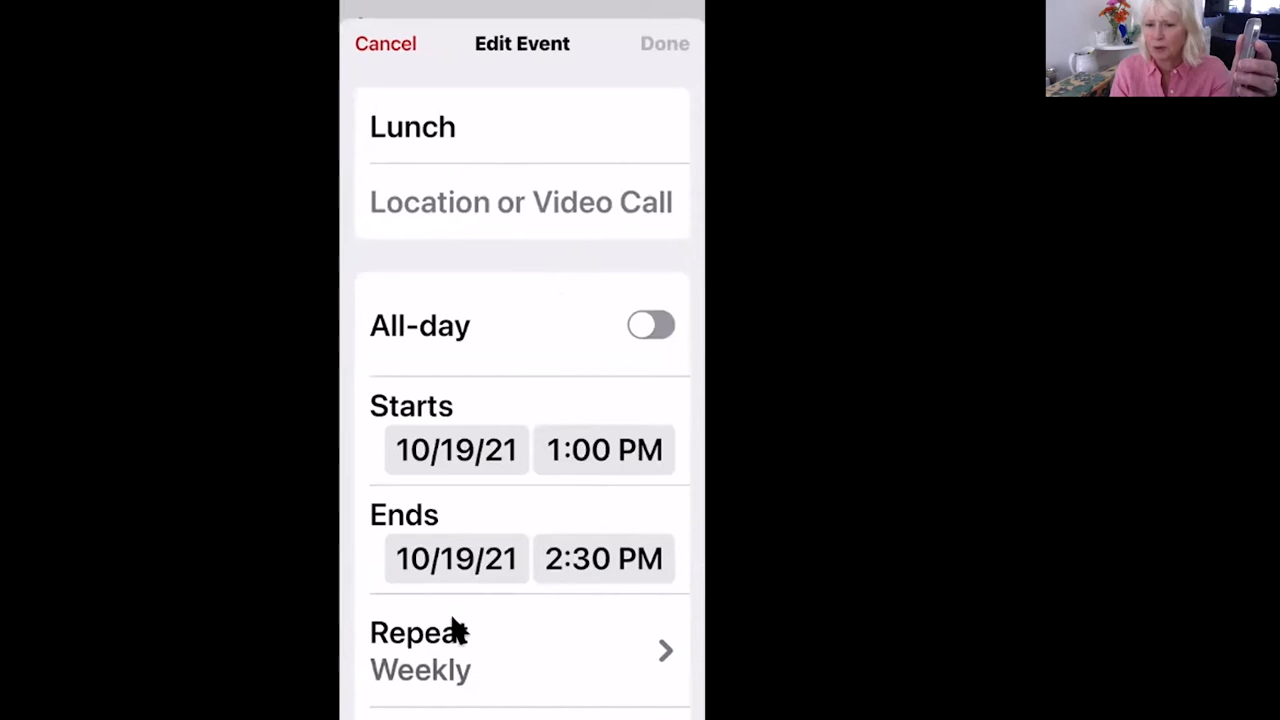 Cancel Edit Event Done
Lunch
Location or Video Call
All-day
Starts
10/19/21 1:00 PM
Ends
10/19/21 2:30 PM
Repeat
Weekly